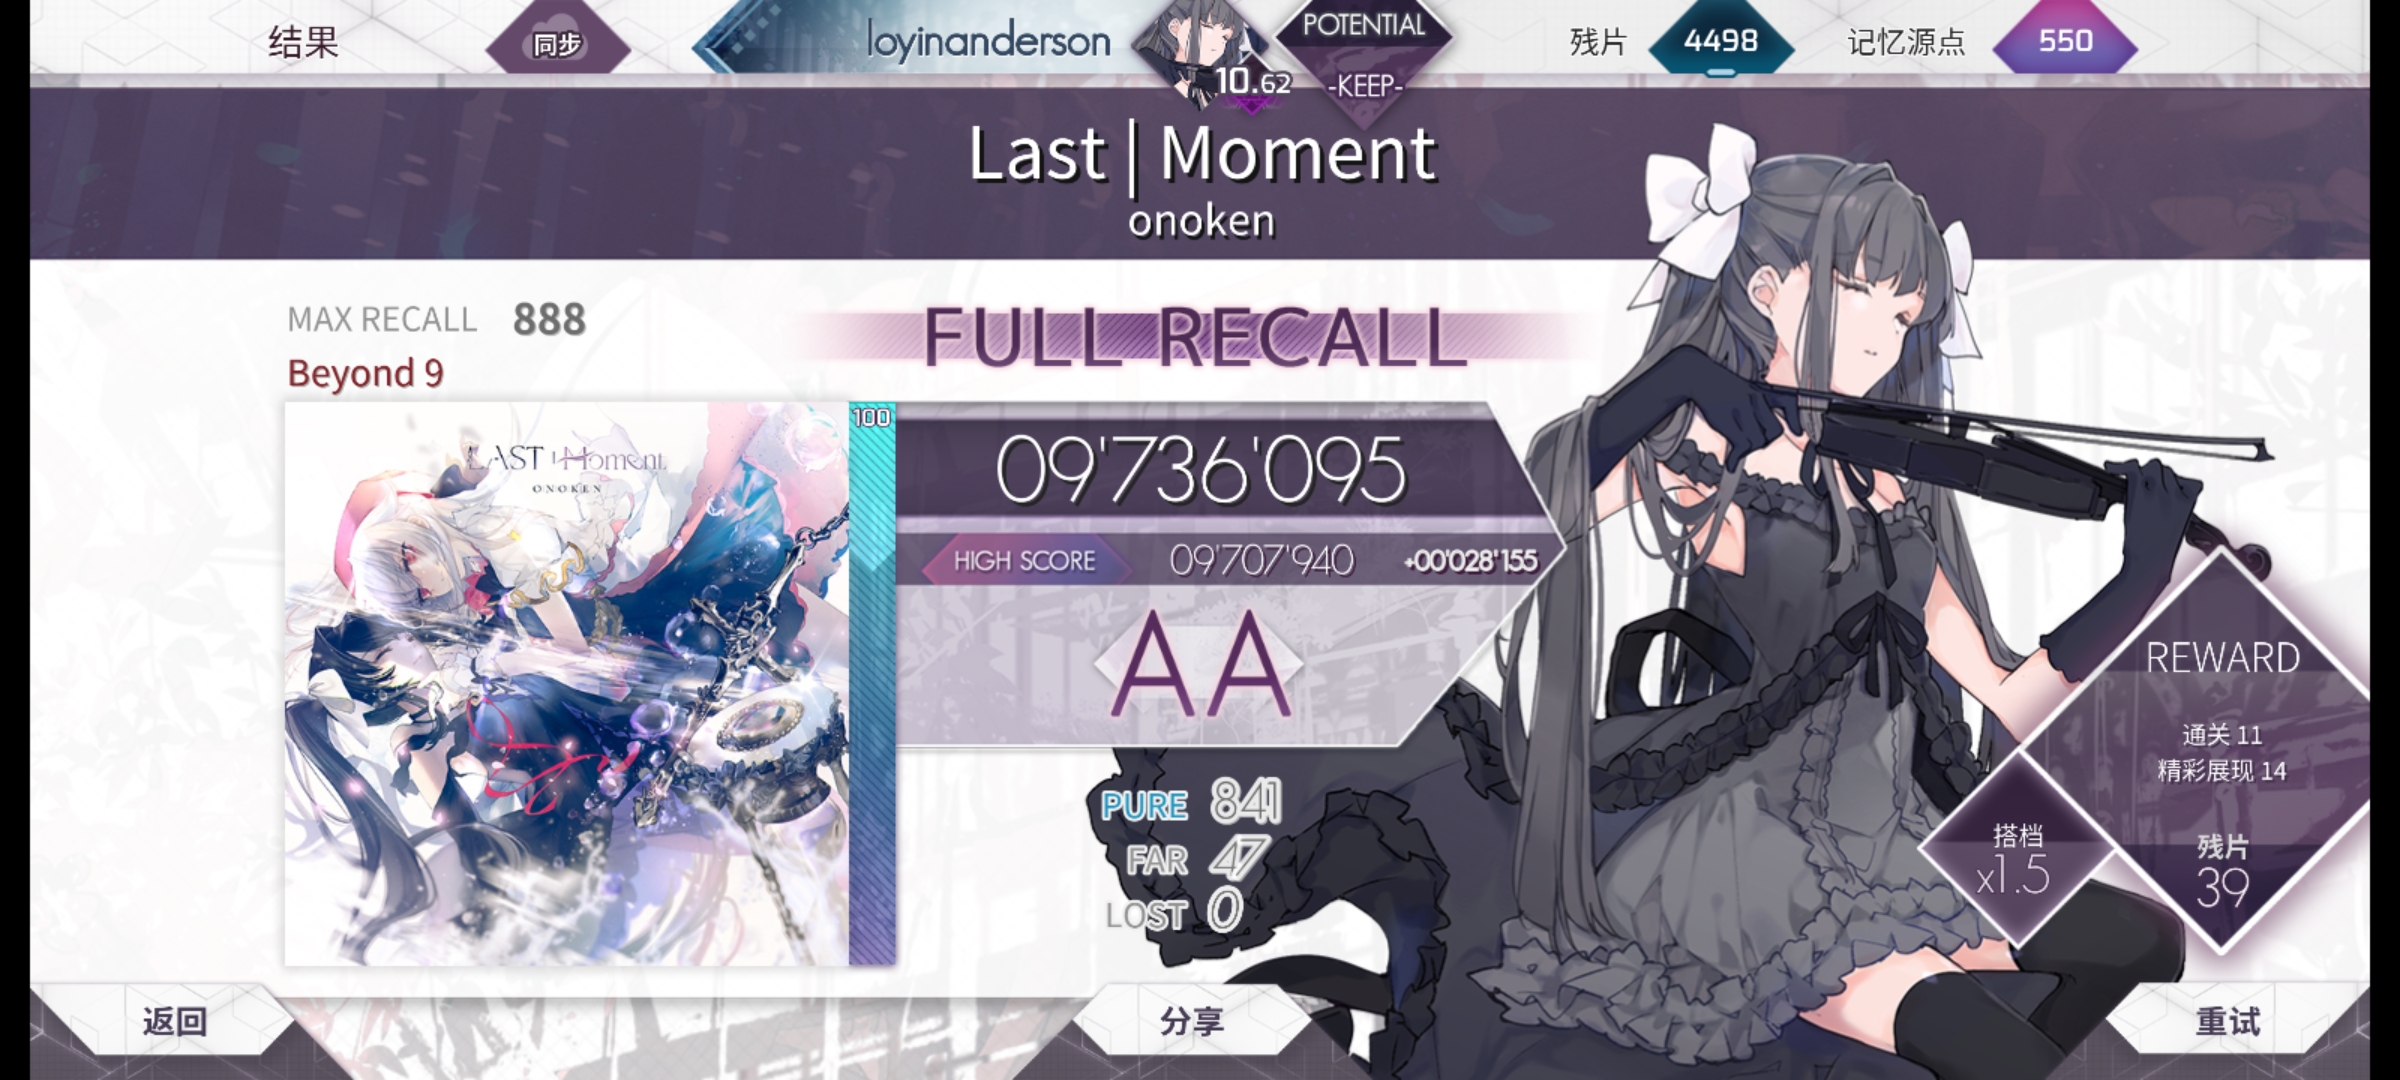 结果
同步
loyinanderson
10.62
POTENTIAL
-KEEP-
残片 4498
记忆源点 550
Last | Moment
onoken
MAX RECALL 888
Beyond 9
FULL RECALL
LAST | Moment
ONOKEN
100
09'736'095
HIGH SCORE 09'707'940 +00'028'155
AA
PURE 841
FAR 47
LOST 0
REWARD
通关 11
精彩展现 14
搭档
x1.5
残片
39
返回
分享
重试